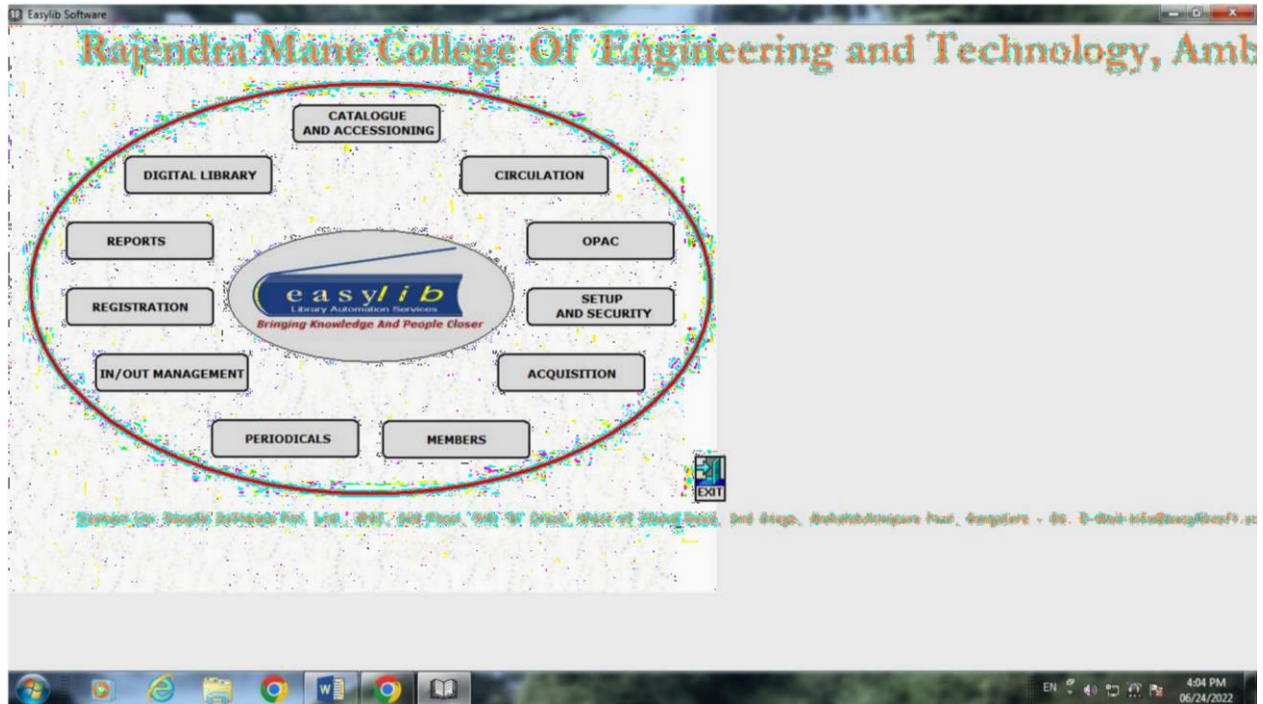 Easylib Software
Rajendra Mane College Of Engineering and Technology, Amb
CATALOGUE
AND ACCESSIONING
DIGITAL LIBRARY
CIRCULATION
REPORTS
OPAC
easylib
Library Automation Services
Bringing Knowledge And People Closer
REGISTRATION
SETUP
AND SECURITY
IN/OUT MANAGEMENT
ACQUISITION
PERIODICALS
MEMBERS
EXIT
EN
4:04 PM
06/24/2022